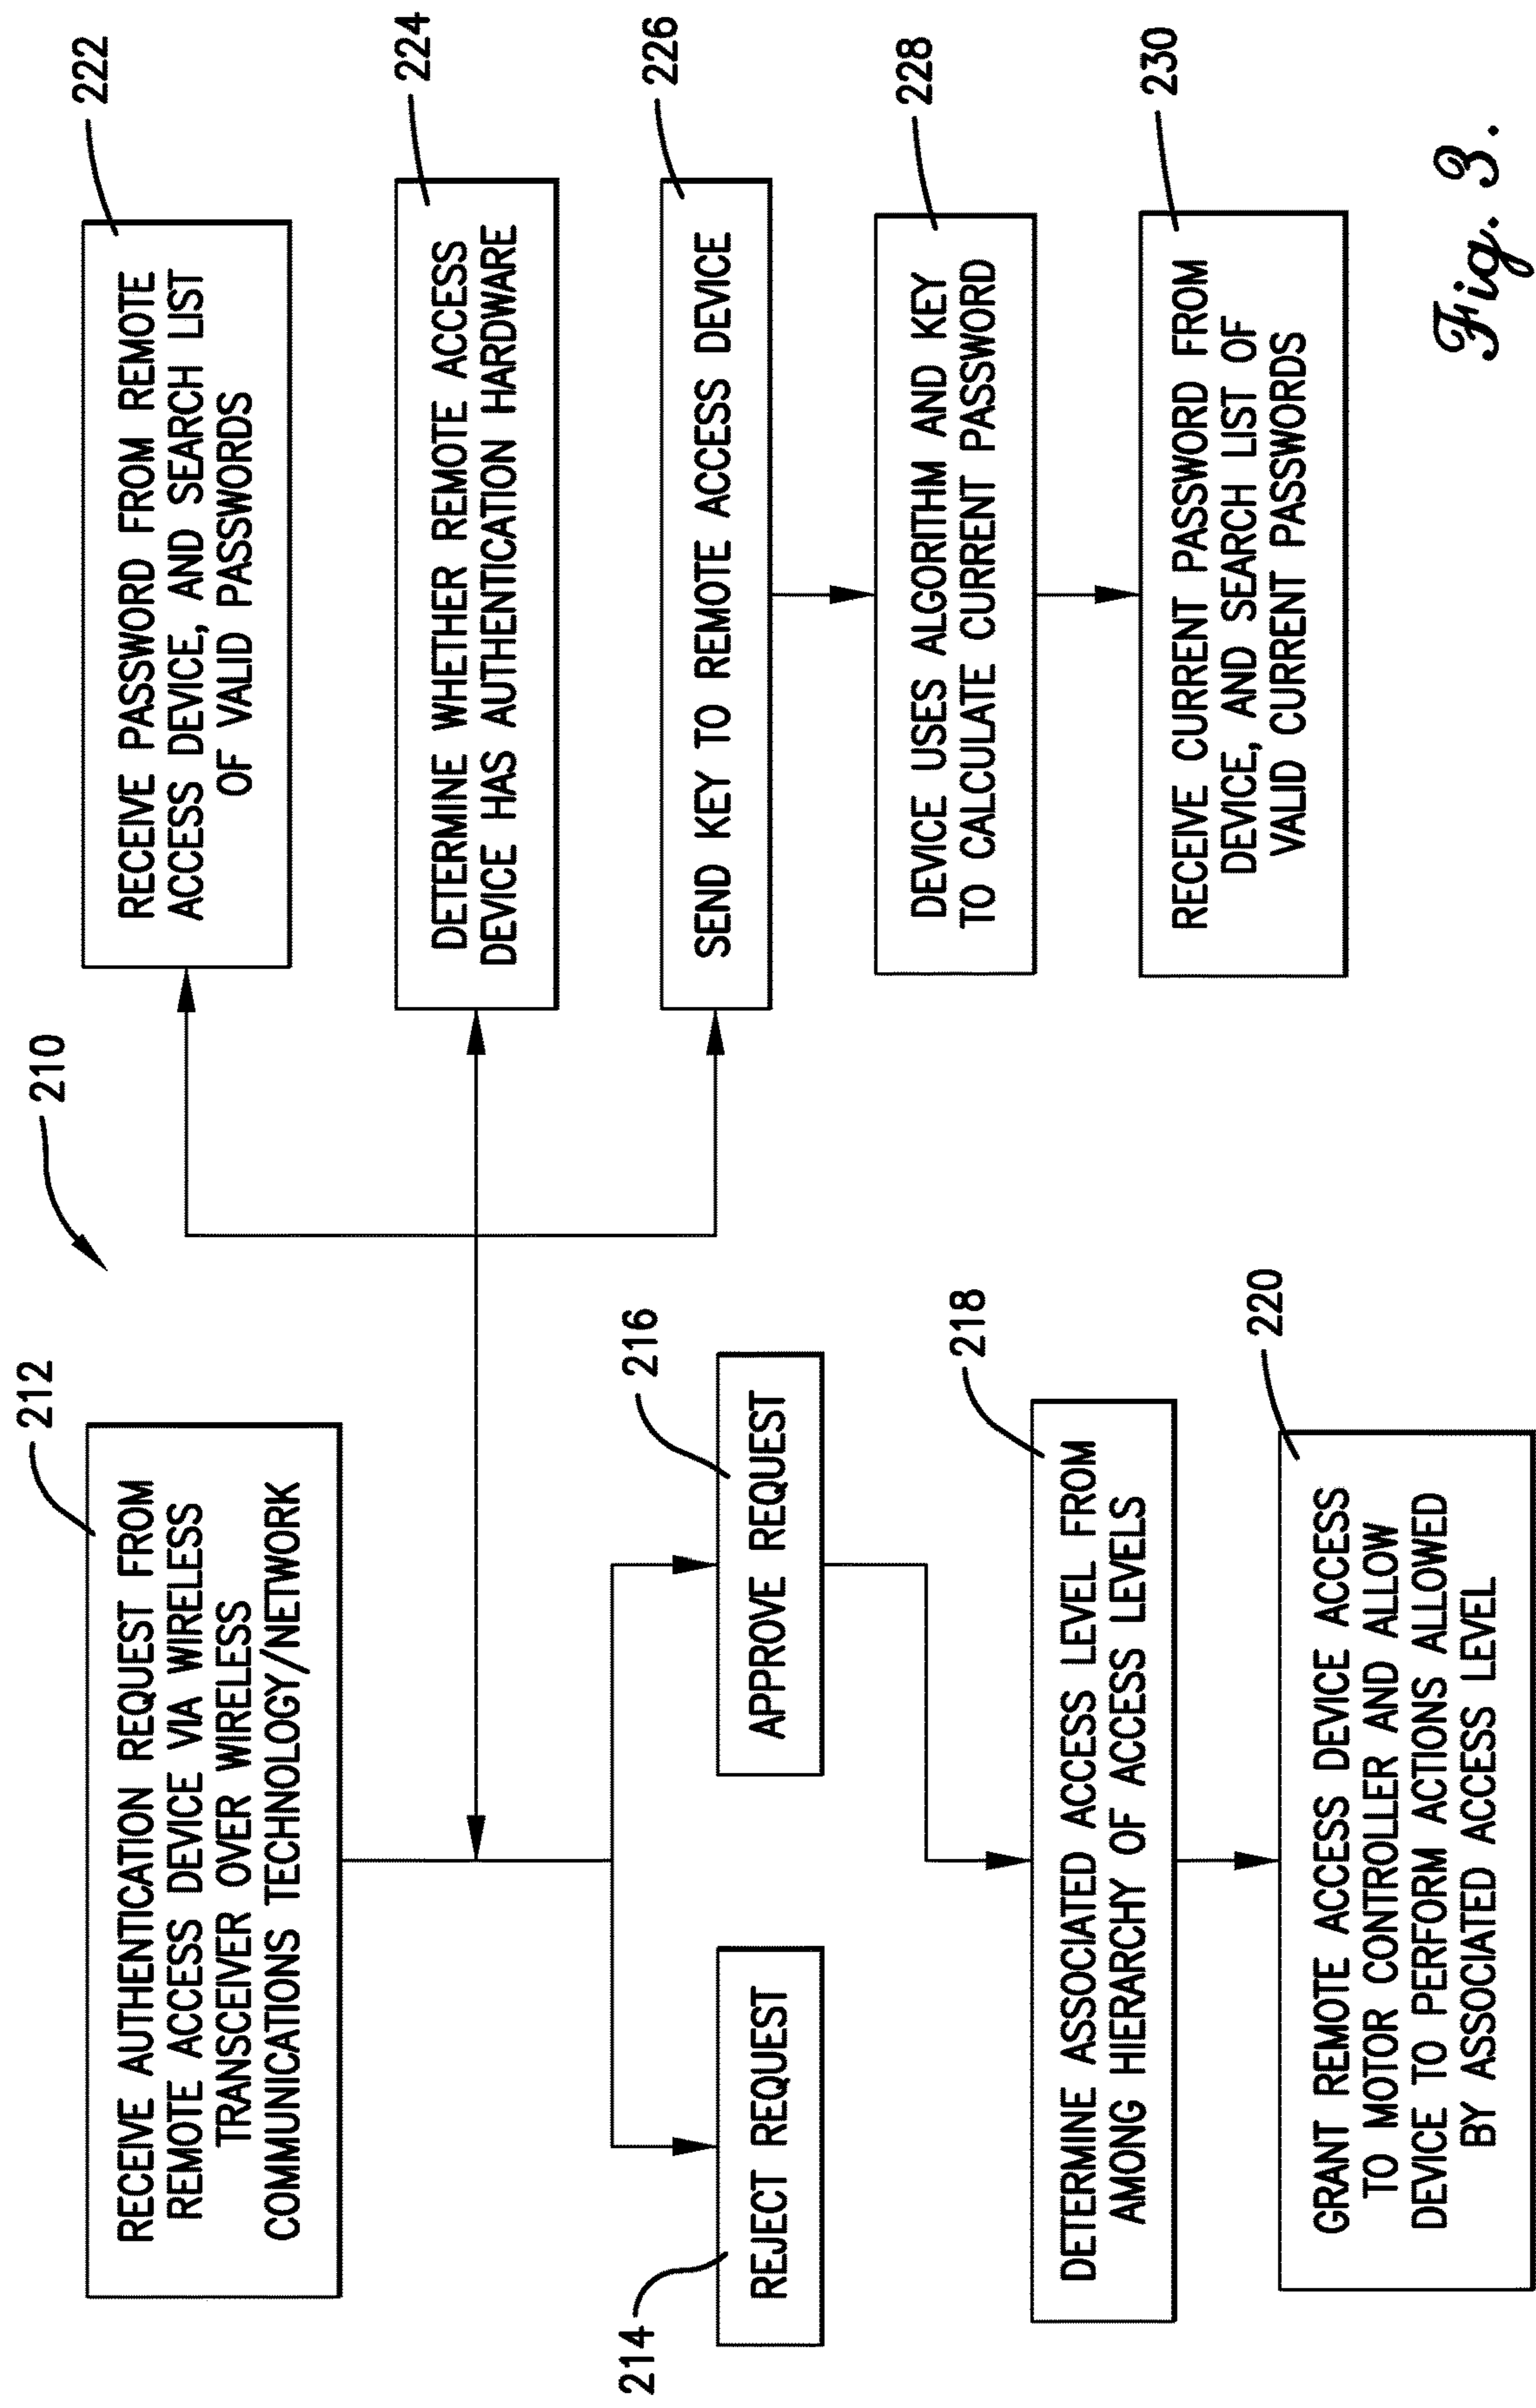 210
212
RECEIVE AUTHENTICATION REQUEST FROM
REMOTE ACCESS DEVICE VIA WIRELESS
TRANSCEIVER OVER WIRELESS
COMMUNICATIONS TECHNOLOGY/NETWORK
214
REJECT REQUEST
216
APPROVE REQUEST
218
DETERMINE ASSOCIATED ACCESS LEVEL FROM
AMONG HIERARCHY OF ACCESS LEVELS
220
GRANT REMOTE ACCESS DEVICE ACCESS
TO MOTOR CONTROLLER AND ALLOW
DEVICE TO PERFORM ACTIONS ALLOWED
BY ASSOCIATED ACCESS LEVEL
222
RECEIVE PASSWORD FROM REMOTE
ACCESS DEVICE, AND SEARCH LIST
OF VALID PASSWORDS
224
DETERMINE WHETHER REMOTE ACCESS
DEVICE HAS AUTHENTICATION HARDWARE
226
SEND KEY TO REMOTE ACCESS DEVICE
228
DEVICE USES ALGORITHM AND KEY
TO CALCULATE CURRENT PASSWORD
230
RECEIVE CURRENT PASSWORD FROM
DEVICE, AND SEARCH LIST OF
VALID CURRENT PASSWORDS
Fig. 3.